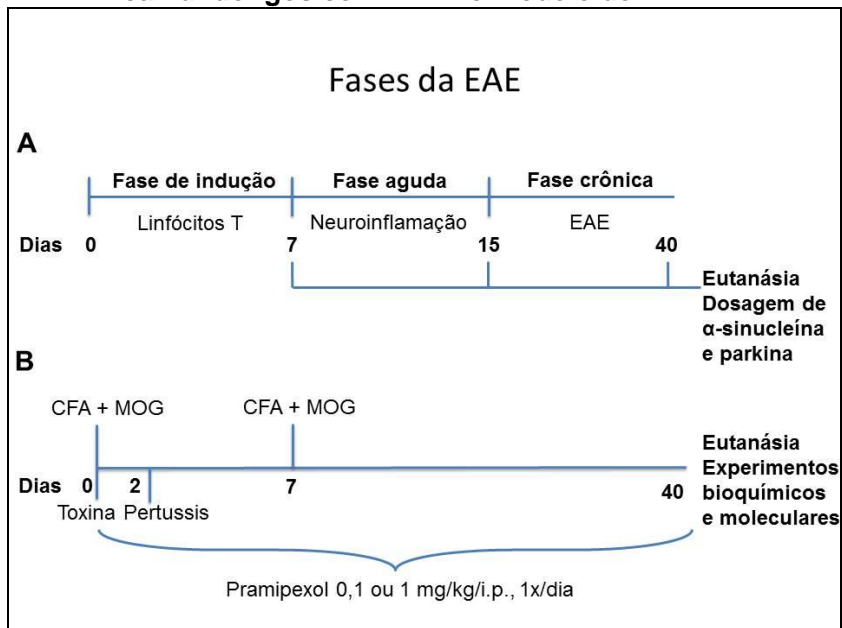 Fases da EAE
A
Fase de indução Fase aguda Fase crônica
Linfócitos T Neuroinflamação EAE
Dias 0 7 15 40
Eutanásia
Dosagem de
α-sinucleína
e parkina
B
CFA + MOG CFA + MOG
Dias 0 2 7 40
Toxina Pertussis
Eutanásia
Experimentos
bioquímicos
e moleculares
Pramipexol 0,1 ou 1 mg/kg/i.p., 1x/dia